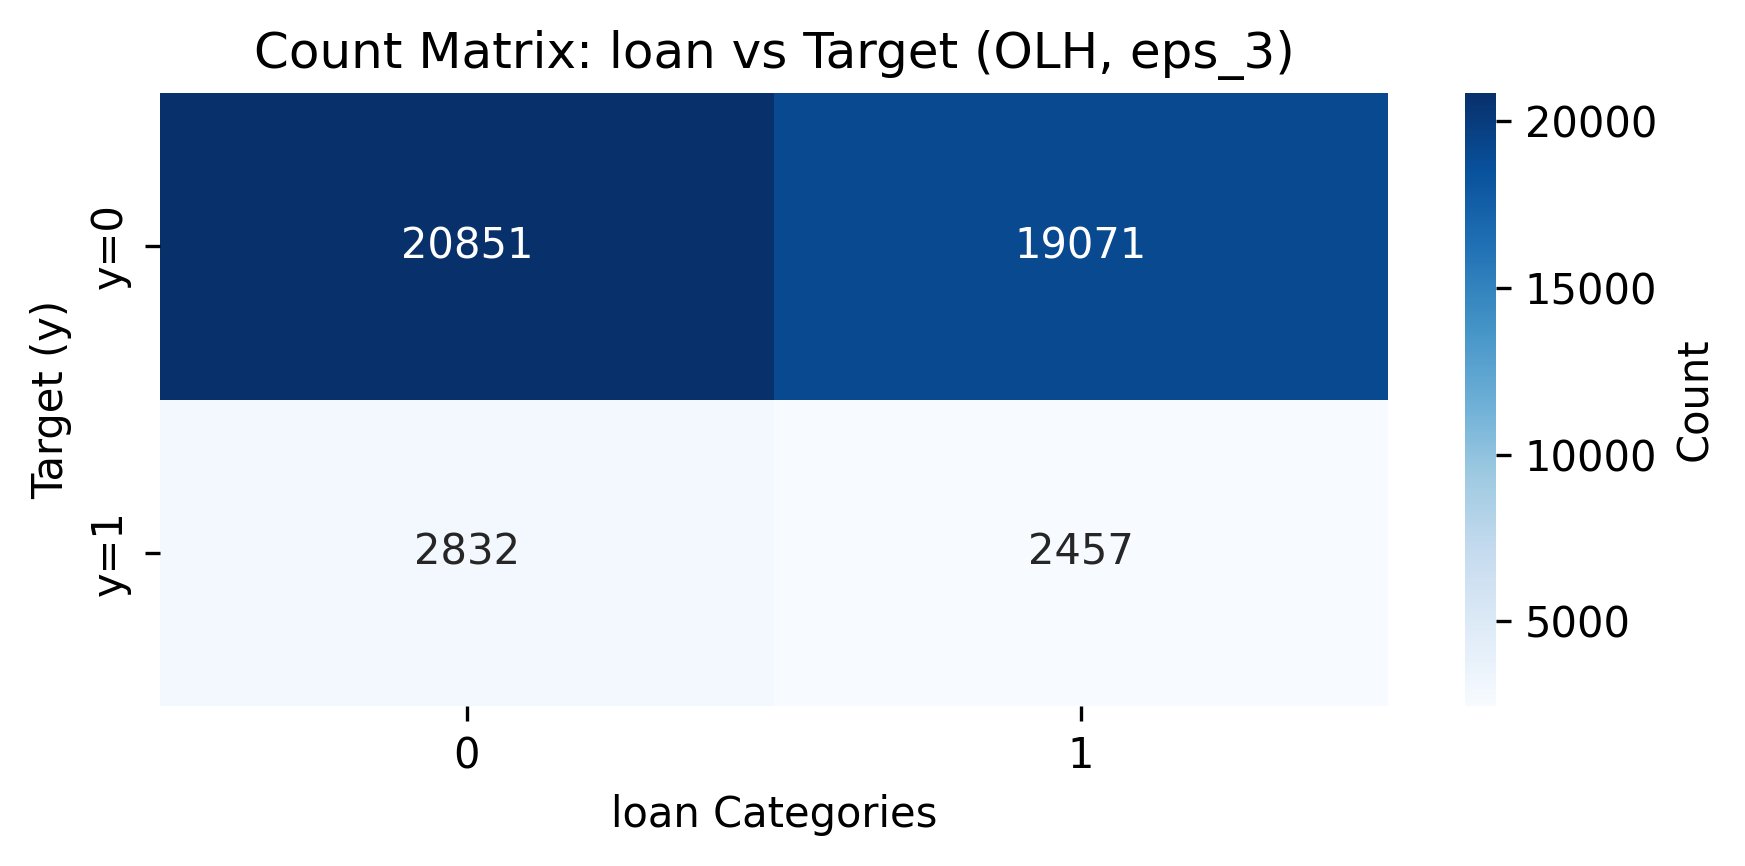 Count Matrix: loan vs Target (OLH, eps_3)
Target (y)
y=0
20851
19071
y=1
2832
2457
0
1
loan Categories
20000
15000
10000
5000
Count